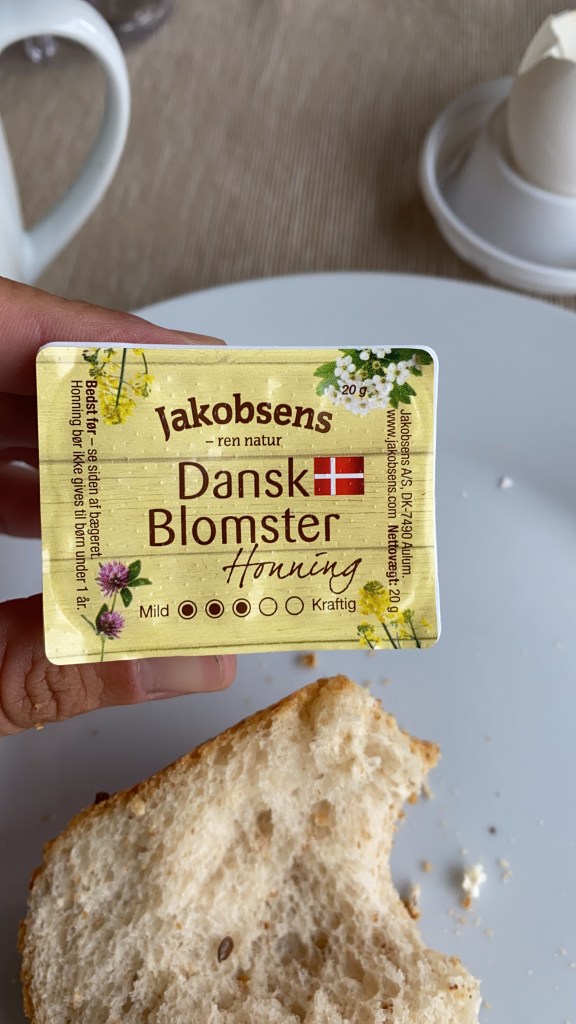 Jakobsens
– ren natur
Dansk
Blomster
Honning
Mild
Kraftig
20 g
Bedst før – se siden af bægeret.
Honning bør ikke gives til børn under 1 år.
Jakobsens A/S, DK-7490 Aulum.
www.jakobsens.com Nettovægt: 20 g